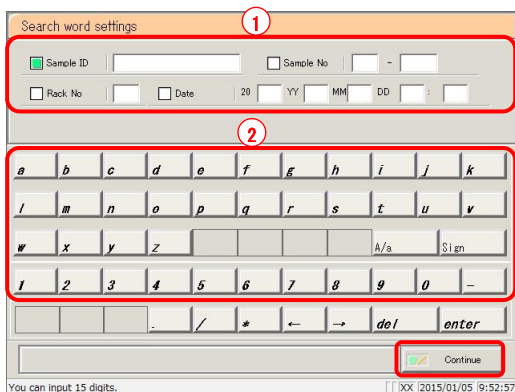 Search word settings
1
Sample ID Sample No -
Rack No Date 20 YY MM DD :
2
a b c d e f g h i j k
l m n o p q r s t u v
w x y z A/a Sign
1 2 3 4 5 6 7 8 9 0 -
. / * ← → del enter
Continue
You can input 15 digits. XX 2015/01/05 9:52:57